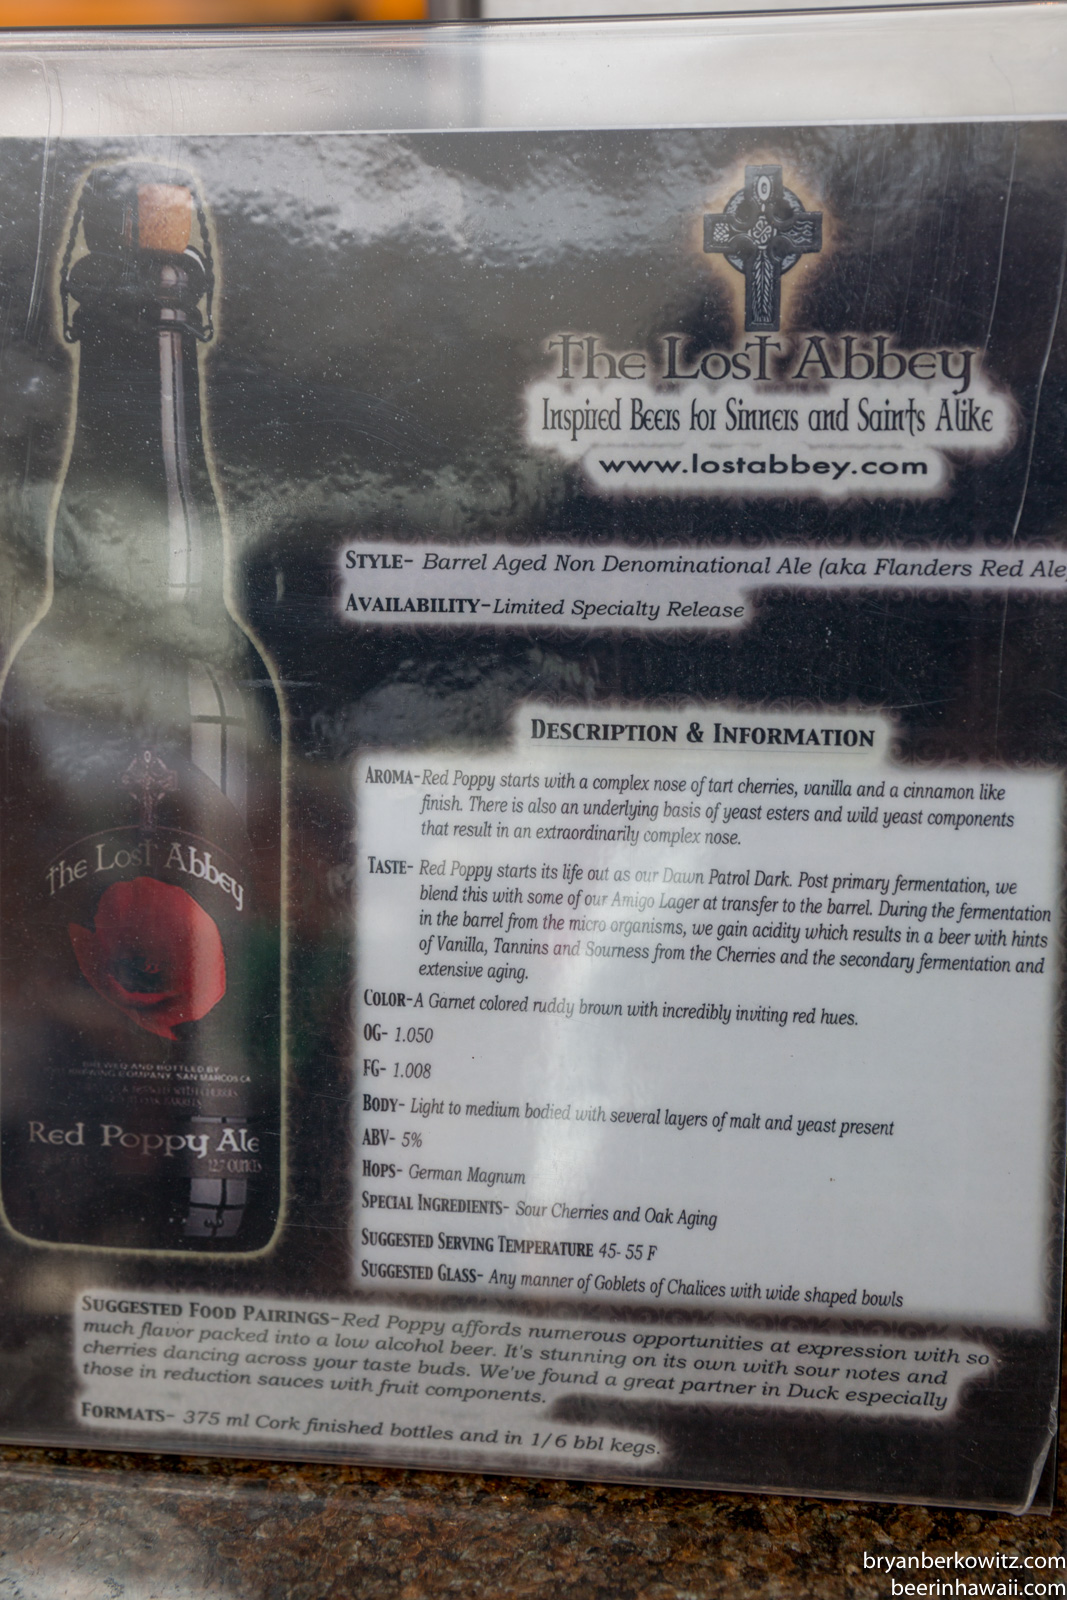 The Lost Abbey
Inspired Beers for Sinners and Saints Alike
www.lostabbey.com
STYLE- Barrel Aged Non Denominational Ale (aka Flanders Red Ale
AVAILABILITY-Limited Specialty Release
DESCRIPTION & INFORMATION
AROMA-Red Poppy starts with a complex nose of tart cherries, vanilla and a cinnamon like
finish. There is also an underlying basis of yeast esters and wild yeast components
that result in an extraordinarily complex nose.
TASTE- Red Poppy starts its life out as our Dawn Patrol Dark. Post primary fermentation, we
blend this with some of our Amigo Lager at transfer to the barrel. During the fermentation
in the barrel from the micro organisms, we gain acidity which results in a beer with hints
of Vanilla, Tannins and Sourness from the Cherries and the secondary fermentation and
extensive aging.
COLOR-A Garnet colored ruddy brown with incredibly inviting red hues.
OG- 1.050
FG- 1.008
BODY- Light to medium bodied with several layers of malt and yeast present
ABV- 5%
HOPS- German Magnum
SPECIAL INGREDIENTS- Sour Cherries and Oak Aging
SUGGESTED SERVING TEMPERATURE 45- 55 F
SUGGESTED GLASS- Any manner of Goblets of Chalices with wide shaped bowls
SUGGESTED FOOD PAIRINGS-Red Poppy affords numerous opportunities at expression with so
much flavor packed into a low alcohol beer. It's stunning on its own with sour notes and
cherries dancing across your taste buds. We've found a great partner in Duck especially
those in reduction sauces with fruit components.
FORMATS- 375 ml Cork finished bottles and in 1/6 bbl kegs.
The Lost Abbey
BREWED AND BOTTLED BY
BREWING COMPANY, SAN MARCOS CA
Red Poppy Ale
12.7 OUNCES
bryanberkowitz.com
beerinhawaii.com